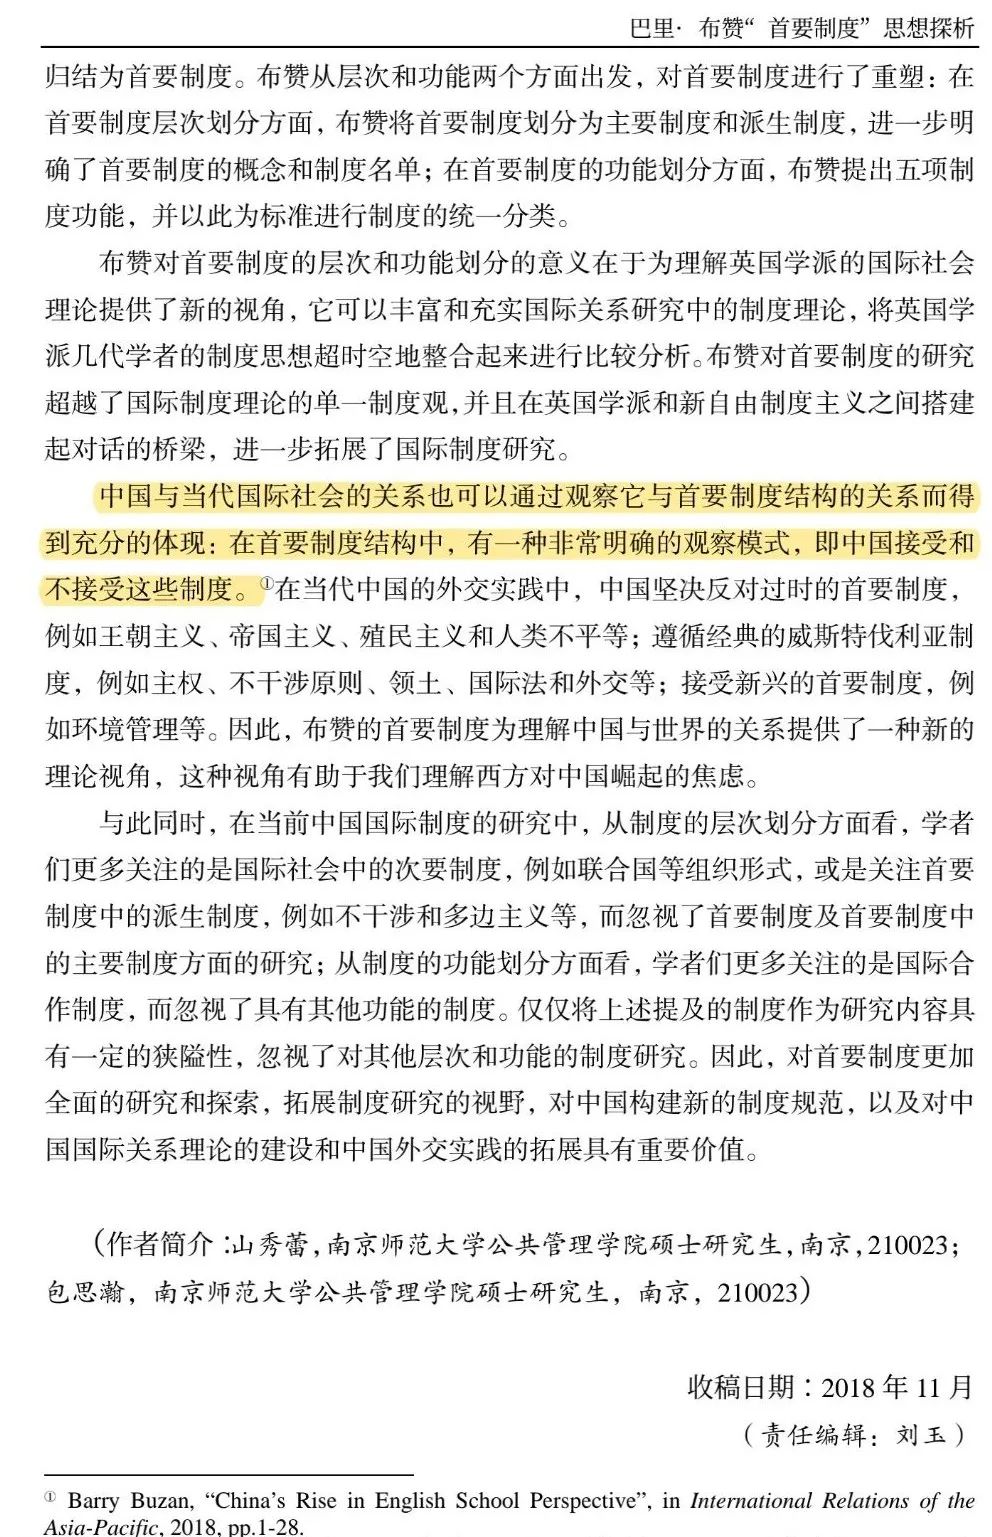 巴里·布赞“首要制度”思想探析
归结为首要制度。布赞从层次和功能两个方面出发，对首要制度进行了重塑：在
首要制度层次划分方面，布赞将首要制度划分为主要制度和派生制度，进一步明
确了首要制度的概念和制度名单；在首要制度的功能划分方面，布赞提出五项制
度功能，并以此为标准进行制度的统一分类。
布赞对首要制度的层次和功能划分的意义在于为理解英国学派的国际社会
理论提供了新的视角，它可以丰富和充实国际关系研究中的制度理论，将英国学
派几代学者的制度思想超时空地整合起来进行比较分析。布赞对首要制度的研究
超越了国际制度理论的单一制度观，并且在英国学派和新自由制度主义之间搭建
起对话的桥梁，进一步拓展了国际制度研究。
中国与当代国际社会的关系也可以通过观察它与首要制度结构的关系而得
到充分的体现：在首要制度结构中，有一种非常明确的观察模式，即中国接受和
不接受这些制度。①在当代中国的外交实践中，中国坚决反对过时的首要制度，
例如王朝主义、帝国主义、殖民主义和人类不平等；遵循经典的威斯特伐利亚制
度，例如主权、不干涉原则、领土、国际法和外交等；接受新兴的首要制度，例
如环境管理等。因此，布赞的首要制度为理解中国与世界的关系提供了一种新的
理论视角，这种视角有助于我们理解西方对中国崛起的焦虑。
与此同时，在当前中国国际制度的研究中，从制度的层次划分方面看，学者
们更多关注的是国际社会中的次要制度，例如联合国等组织形式，或是关注首要
制度中的派生制度，例如不干涉和多边主义等，而忽视了首要制度及首要制度中
的主要制度方面的研究；从制度的功能划分方面看，学者们更多关注的是国际合
作制度，而忽视了具有其他功能的制度。仅仅将上述提及的制度作为研究内容具
有一定的狭隘性，忽视了对其他层次和功能的制度研究。因此，对首要制度更加
全面的研究和探索，拓展制度研究的视野，对中国构建新的制度规范，以及对中
国国际关系理论的建设和中国外交实践的拓展具有重要价值。
（作者简介：山秀蕾，南京师范大学公共管理学院硕士研究生，南京，210023；
包思瀚，南京师范大学公共管理学院硕士研究生，南京，210023）
收稿日期：2018 年 11 月
（责任编辑：刘玉）
① Barry Buzan, “China’s Rise in English School Perspective”, in International Relations of the
Asia-Pacific, 2018, pp.1-28.